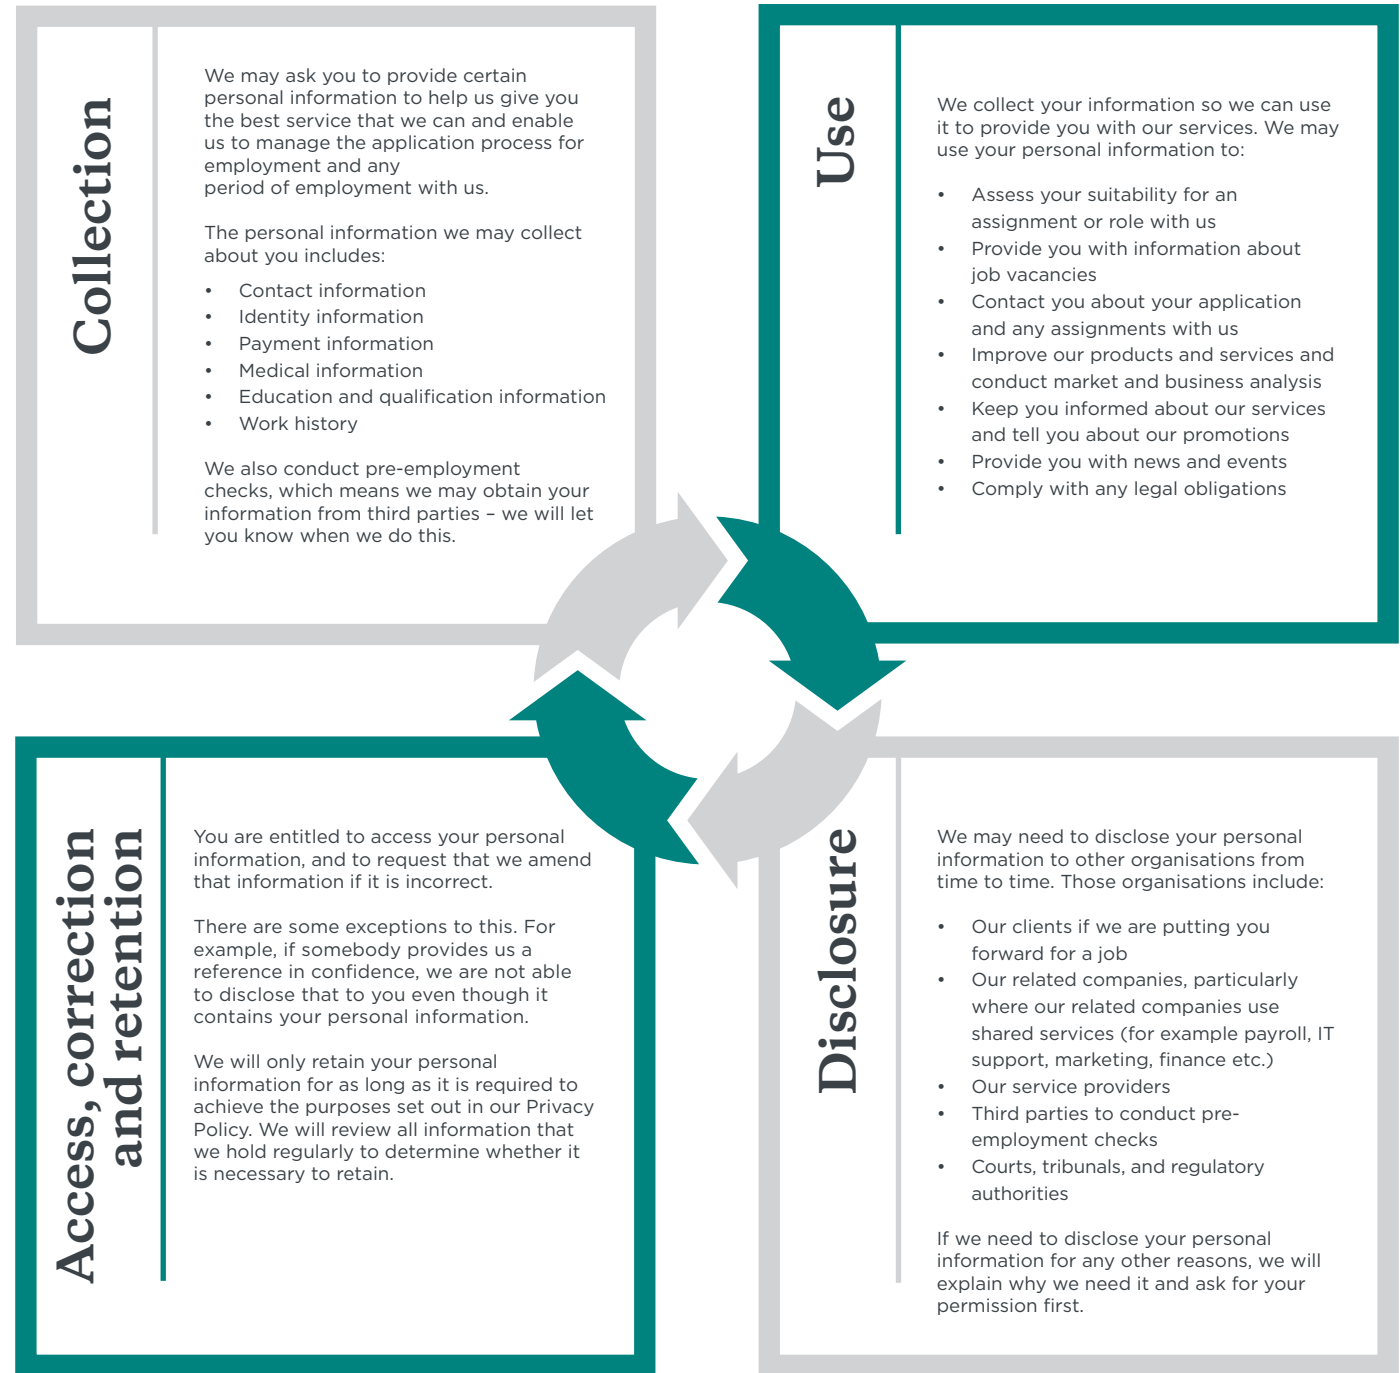 Collection
We may ask you to provide certain
personal information to help us give you
the best service that we can and enable
us to manage the application process for
employment and any
period of employment with us.
The personal information we may collect
about you includes:
• Contact information
• Identity information
• Payment information
• Medical information
• Education and qualification information
• Work history
We also conduct pre-employment
checks, which means we may obtain your
information from third parties – we will let
you know when we do this.
Use
We collect your information so we can use
it to provide you with our services. We may
use your personal information to:
• Assess your suitability for an
assignment or role with us
• Provide you with information about
job vacancies
• Contact you about your application
and any assignments with us
• Improve our products and services and
conduct market and business analysis
• Keep you informed about our services
and tell you about our promotions
• Provide you with news and events
• Comply with any legal obligations
Access, correction
and retention
You are entitled to access your personal
information, and to request that we amend
that information if it is incorrect.
There are some exceptions to this. For
example, if somebody provides us a
reference in confidence, we are not able
to disclose that to you even though it
contains your personal information.
We will only retain your personal
information for as long as it is required to
achieve the purposes set out in our Privacy
Policy. We will review all information that
we hold regularly to determine whether it
is necessary to retain.
Disclosure
We may need to disclose your personal
information to other organisations from
time to time. Those organisations include:
• Our clients if we are putting you
forward for a job
• Our related companies, particularly
where our related companies use
shared services (for example payroll, IT
support, marketing, finance etc.)
• Our service providers
• Third parties to conduct pre-
employment checks
• Courts, tribunals, and regulatory
authorities
If we need to disclose your personal
information for any other reasons, we will
explain why we need it and ask for your
permission first.